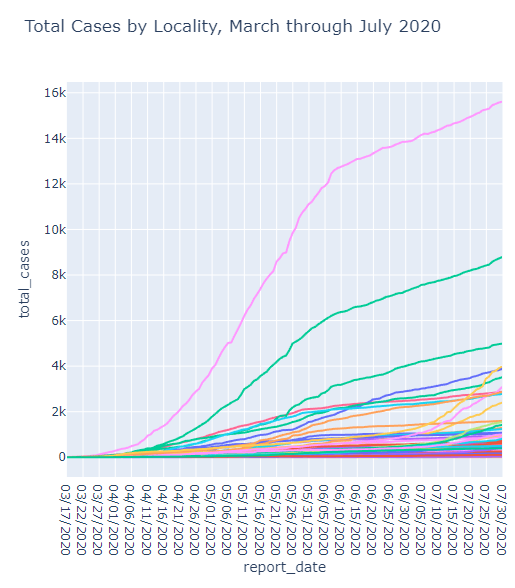 Total Cases by Locality, March through July 2020
16k
14k
12k
10k
8k
6k
4k
2k
0
total_cases
03/17/2020
03/22/2020
03/27/2020
04/01/2020
04/06/2020
04/11/2020
04/16/2020
04/21/2020
04/26/2020
05/01/2020
05/06/2020
05/11/2020
05/16/2020
05/21/2020
05/26/2020
05/31/2020
06/05/2020
06/10/2020
06/15/2020
06/20/2020
06/25/2020
06/30/2020
07/05/2020
07/10/2020
07/15/2020
07/20/2020
07/25/2020
07/30/2020
report_date